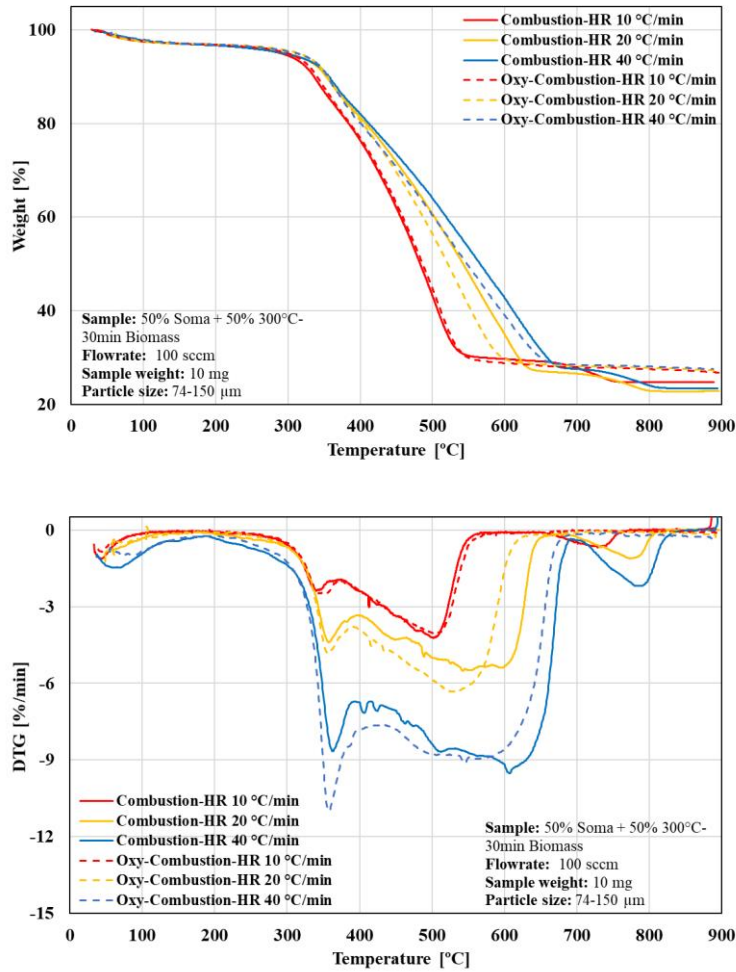 100
80
60
40
20
Weight [%]
Combustion-HR 10 °C/min
Combustion-HR 20 °C/min
Combustion-HR 40 °C/min
Oxy-Combustion-HR 10 °C/min
Oxy-Combustion-HR 20 °C/min
Oxy-Combustion-HR 40 °C/min
Sample: 50% Soma + 50% 300°C-
30min Biomass
Flowrate: 100 sccm
Sample weight: 10 mg
Particle size: 74-150 µm
0 100 200 300 400 500 600 700 800 900
Temperature [ºC]
0
-3
-6
-9
-12
-15
DTG [%/min]
Combustion-HR 10 °C/min
Combustion-HR 20 °C/min
Combustion-HR 40 °C/min
Oxy-Combustion-HR 10 °C/min
Oxy-Combustion-HR 20 °C/min
Oxy-Combustion-HR 40 °C/min
Sample: 50% Soma + 50% 300°C-
30min Biomass
Flowrate: 100 sccm
Sample weight: 10 mg
Particle size: 74-150 µm
0 100 200 300 400 500 600 700 800 900
Temperature [ºC]